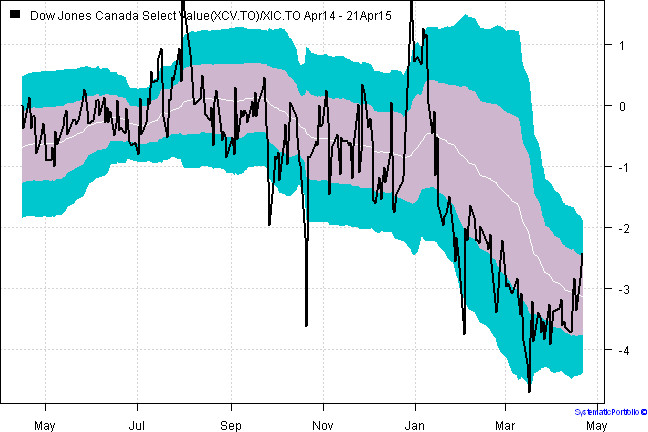 Dow Jones Canada Select Value(XCV.TO)/XIC.TO Apr14 - 21Apr15
1
0
-1
-2
-3
-4
May Jul Sep Nov Jan Mar May
SystematicPortfolio ©